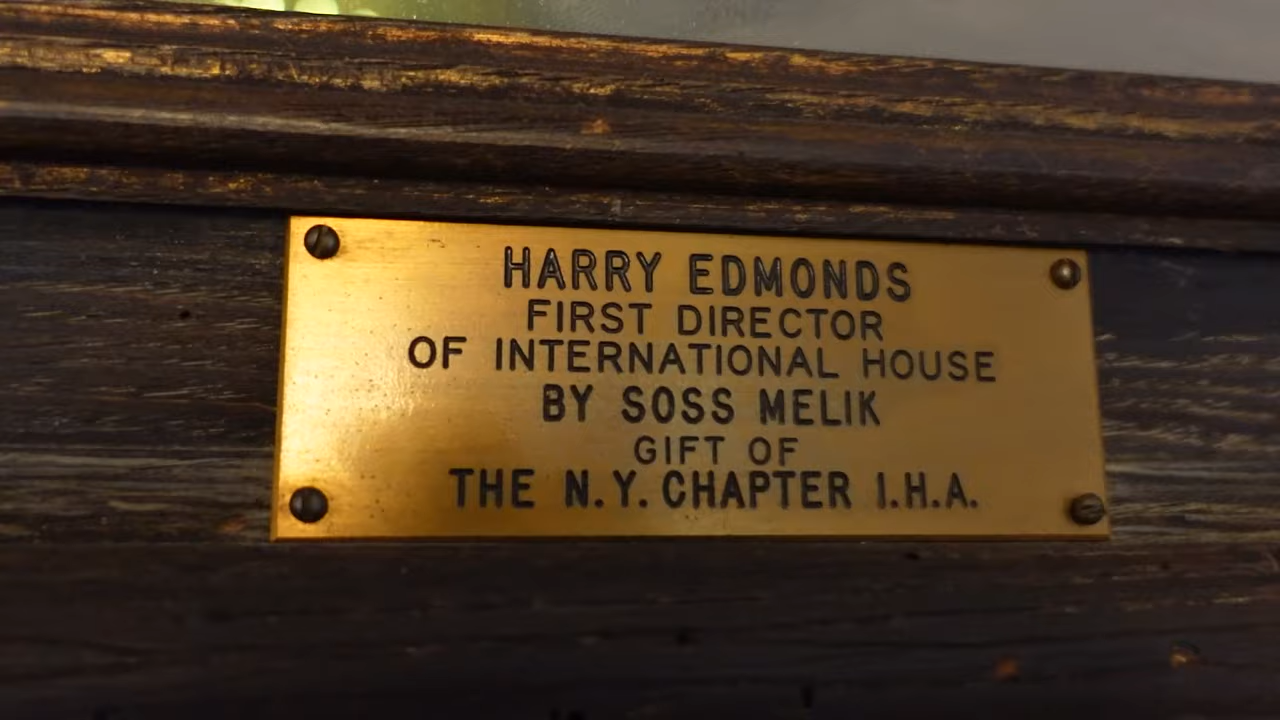 HARRY EDMONDS
FIRST DIRECTOR
OF INTERNATIONAL HOUSE
BY SOSS MELIK
GIFT OF
THE N.Y. CHAPTER I.H.A.